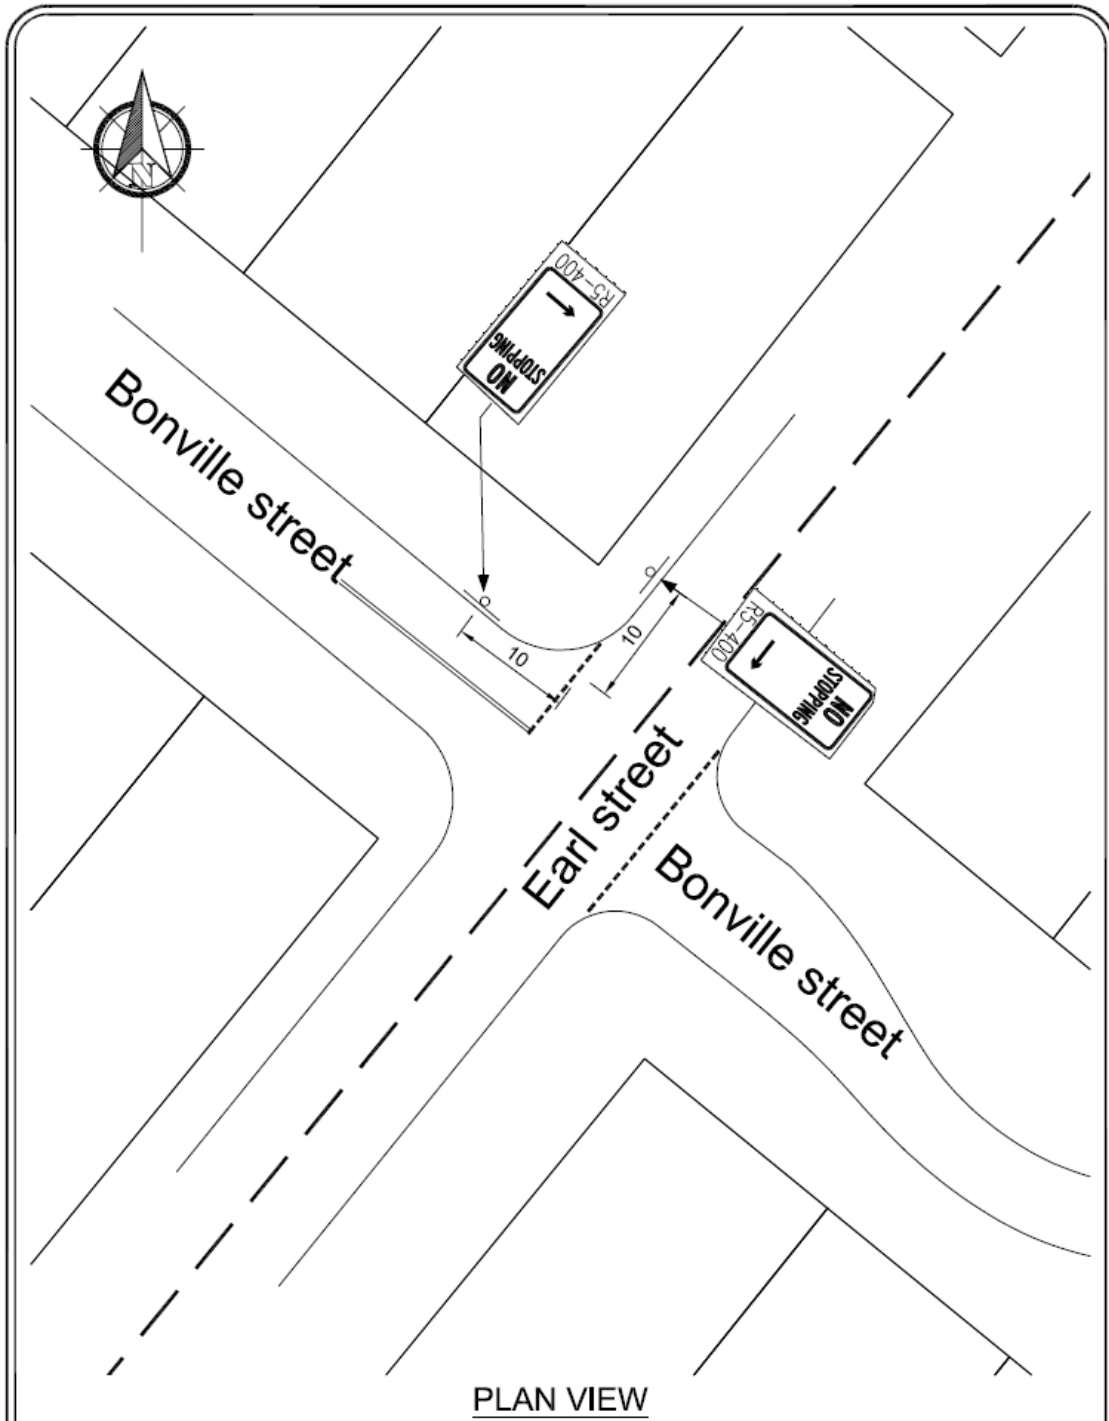 N
R5-400
NO
STOPPING
Bonville street
10
10
R5-400
NO
STOPPING
Earl street
Bonville street
PLAN VIEW